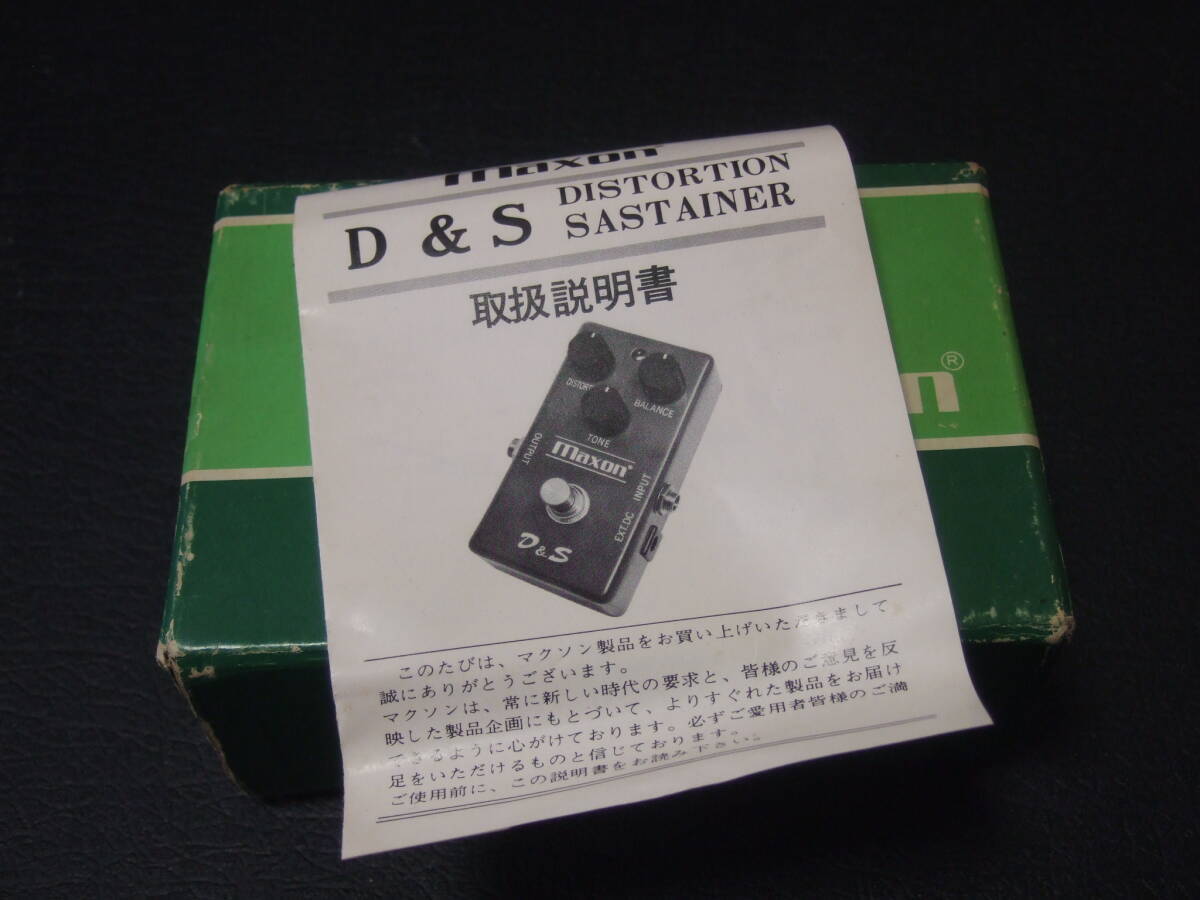 maxon
D & S DISTORTION SASTAINER
取扱説明書
BALANCE
TONE
OUTPUT
maxon®
INPUT
EXT.DC
D&S
このたびは、マクソン製品をお買い上げいただきまして
誠にありがとうございます。
マクソンは、常に新しい時代の要求と、皆様のご意見を反
映した製品企画にもとづいて、よりすぐれた製品をお届け
できるように心がけております。必ずご愛用者皆様のご満
足をいただけるものと信じております。
ご使用前に、この説明書をお読み下さい。